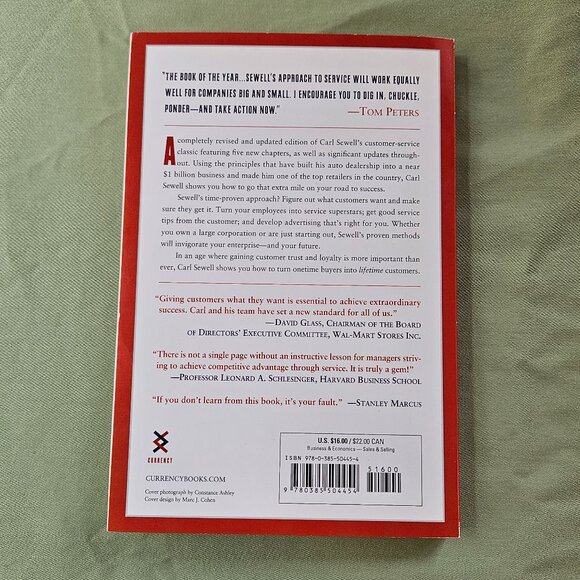 "THE BOOK OF THE YEAR...SEWELL'S APPROACH TO SERVICE WILL WORK EQUALLY
WELL FOR COMPANIES BIG AND SMALL. I ENCOURAGE YOU TO DIG IN, CHUCKLE,
PONDER—AND TAKE ACTION NOW."
—TOM PETERS
A completely revised and updated edition of Carl Sewell's customer-service
classic featuring five new chapters, as well as significant updates through-
out. Using the principles that have built his auto dealership into a near
$1 billion business and made him one of the top retailers in the country, Carl
Sewell shows you how to go that extra mile on your road to success.
Sewell's time-proven approach? Figure out what customers want and make
sure they get it. Turn your employees into service superstars; get good service
tips from the customer; and develop advertising that's right for you. Whether
you own a large corporation or are just starting out, Sewell's proven methods
will invigorate your enterprise—and your future.
In an age where gaining customer trust and loyalty is more important than
ever, Carl Sewell shows you how to turn onetime buyers into lifetime customers.
"Giving customers what they want is essential to achieve extraordinary
success. Carl and his team have set a new standard for all of us."
—DAVID GLASS, CHAIRMAN OF THE BOARD
OF DIRECTORS' EXECUTIVE COMMITTEE, WAL-MART STORES INC.
"There is not a single page without an instructive lesson for managers striv-
ing to achieve competitive advantage through service. It is truly a gem!"
—PROFESSOR LEONARD A. SCHLESINGER, HARVARD BUSINESS SCHOOL
"If you don't learn from this book, it's your fault." —STANLEY MARCUS
CURRENCY
CURRENCYBOOKS.COM
Cover photograph by Constance Ashley
Cover design by Marc J. Cohen
U.S. $16.00 / $22.00 CAN
Business & Economics — Sales & Selling
ISBN 978-0-385-50445-4
51600
9 780385 504454